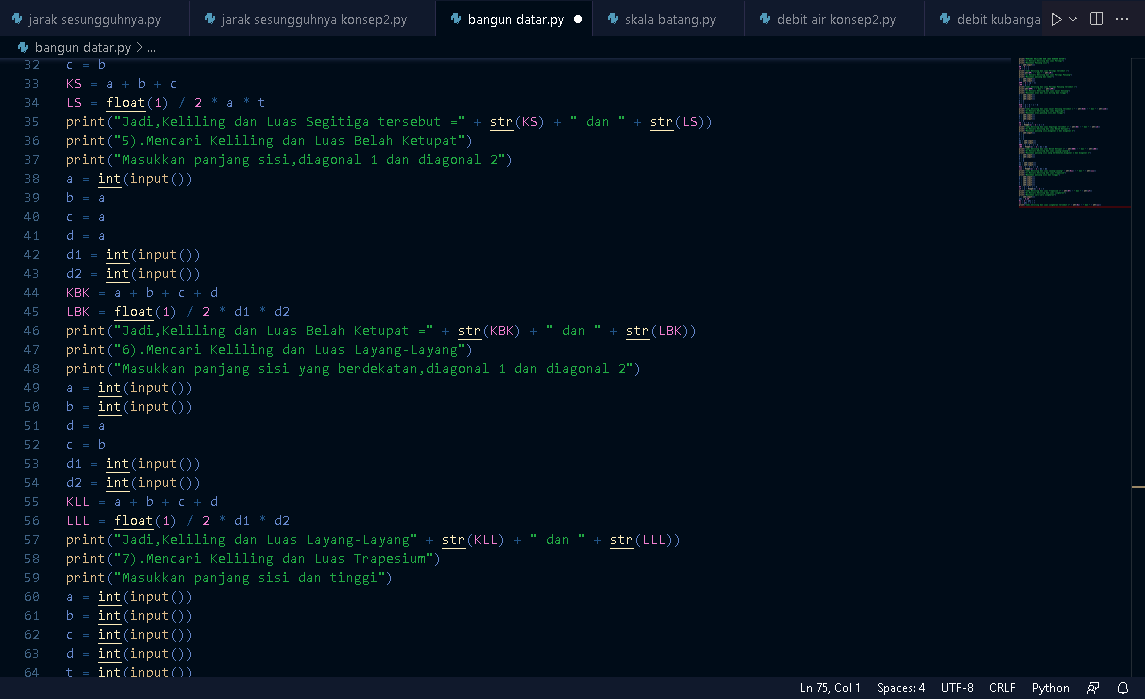 jarak sesungguhnya.py
jarak sesungguhnya konsep2.py
bangun datar.py
skala batang.py
debit air konsep2.py
debit kubanga
bangun datar.py > ...
32 c = b
33 KS = a + b + c
34 LS = float(1) / 2 * a * t
35 print("Jadi,Keliling dan Luas Segitiga tersebut =" + str(KS) + " dan " + str(LS))
36 print("5).Mencari Keliling dan Luas Belah Ketupat")
37 print("Masukkan panjang sisi,diagonal 1 dan diagonal 2")
38 a = int(input())
39 b = a
40 c = a
41 d = a
42 d1 = int(input())
43 d2 = int(input())
44 KBK = a + b + c + d
45 LBK = float(1) / 2 * d1 * d2
46 print("Jadi,Keliling dan Luas Belah Ketupat =" + str(KBK) + " dan " + str(LBK))
47 print("6).Mencari Keliling dan Luas Layang-Layang")
48 print("Masukkan panjang sisi yang berdekatan,diagonal 1 dan diagonal 2")
49 a = int(input())
50 b = int(input())
51 d = a
52 c = b
53 d1 = int(input())
54 d2 = int(input())
55 KLL = a + b + c + d
56 LLL = float(1) / 2 * d1 * d2
57 print("Jadi,Keliling dan Luas Layang-Layang" + str(KLL) + " dan " + str(LLL))
58 print("7).Mencari Keliling dan Luas Trapesium")
59 print("Masukkan panjang sisi dan tinggi")
60 a = int(input())
61 b = int(input())
62 c = int(input())
63 d = int(input())
64 t = int(input())
Ln 75, Col 1 Spaces: 4 UTF-8 CRLF Python